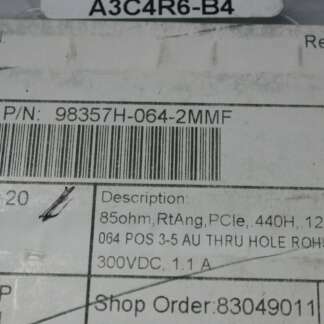 A3C4R6-B4
Re
P/N: 98357H-064-2MMF
20
Description:
85ohm,RtAng,PCIe,.440H,.12
064 POS 3-5 AU THRU HOLE ROH
300VDC, 1.1 A
P
Shop Order:83049011